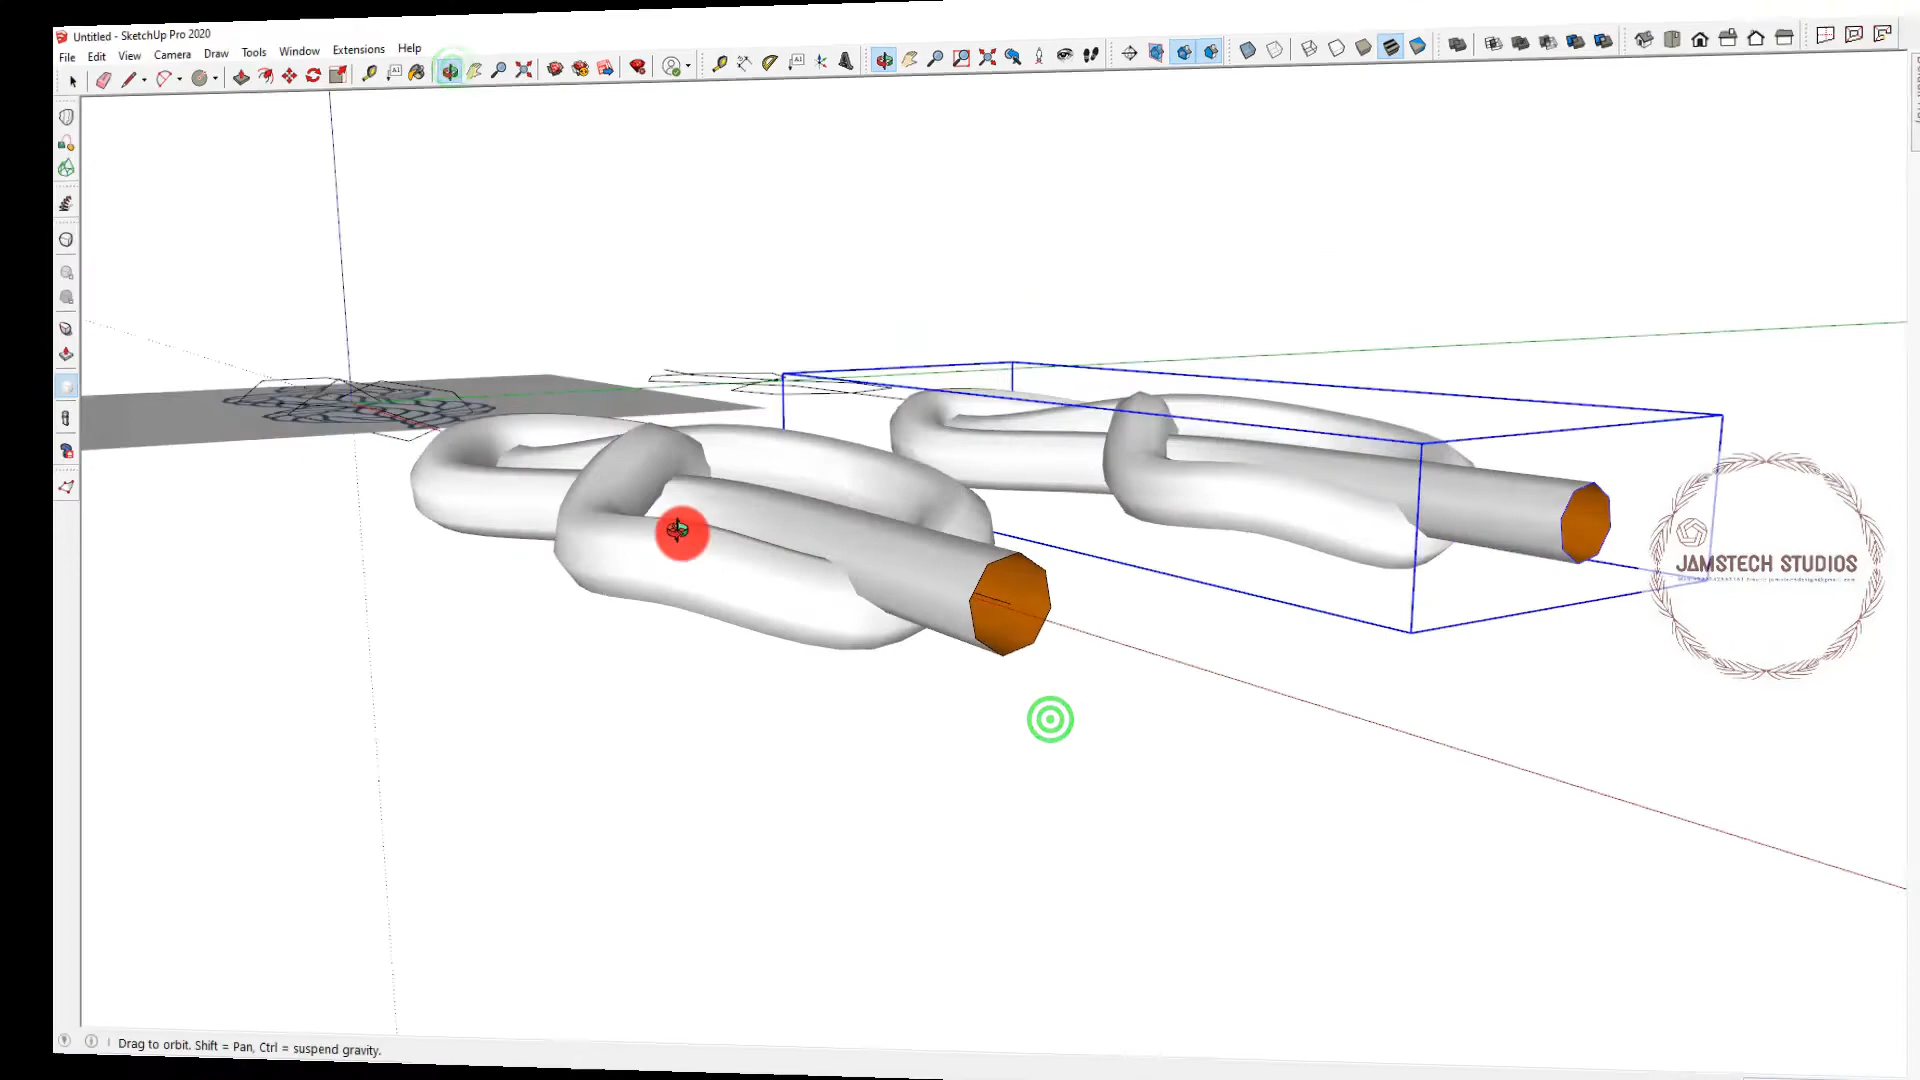 Untitled - SketchUp Pro 2020
File Edit View Camera Draw Tools Window Extensions Help
JAMSTECH STUDIOS
Drag to orbit. Shift = Pan, Ctrl = suspend gravity.